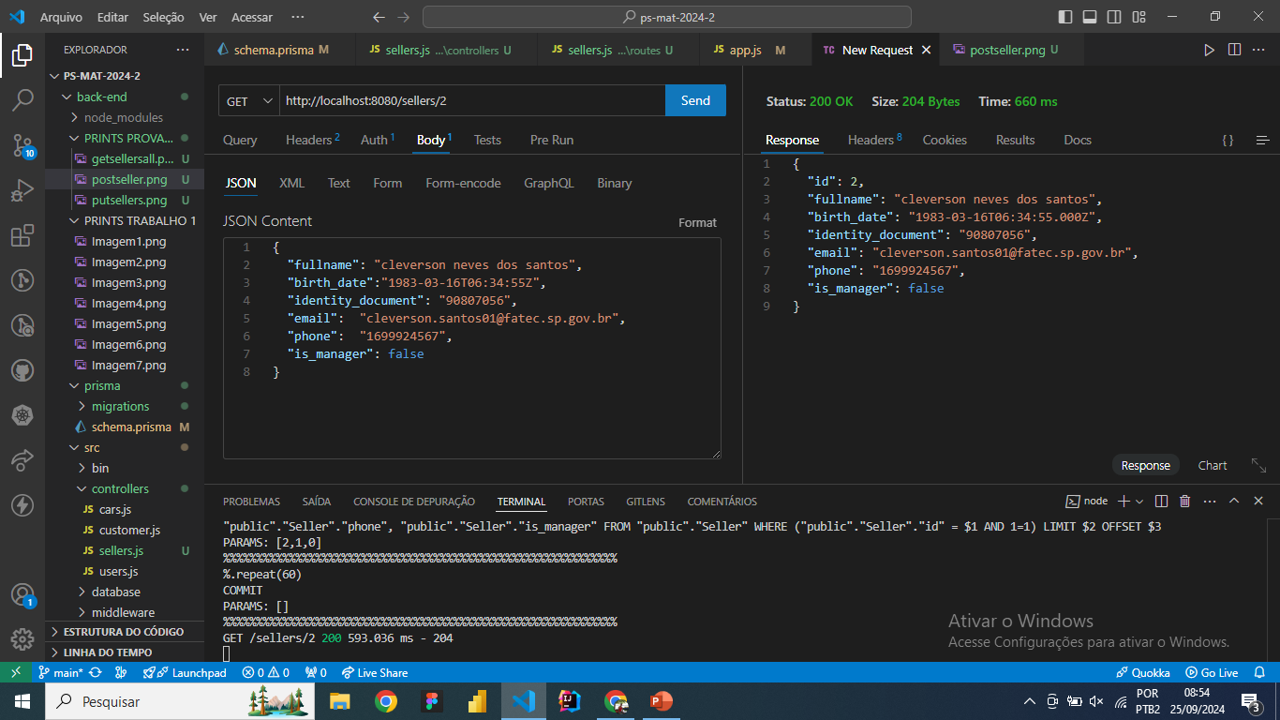 Arquivo Editar Seleção Ver Acessar ··· ps-mat-2024-2
EXPLORADOR ···
schema.prisma M sellers.js ...\controllers U sellers.js ...\routes U app.js M TC New Request postseller.png U ···
PS-MAT-2024-2
back-end
node_modules
PRINTS PROVA...
getsellersall.p... U
postseller.png U
putsellers.png U
PRINTS TRABALHO 1
Imagem1.png
Imagem2.png
Imagem3.png
Imagem4.png
Imagem5.png
Imagem6.png
Imagem7.png
prisma
migrations
schema.prisma M
src
bin
controllers
JS cars.js
JS customer.js
JS sellers.js U
JS users.js
database
middleware
ESTRUTURA DO CÓDIGO
LINHA DO TEMPO
10
1
GET http://localhost:8080/sellers/2 Send
Query Headers 2 Auth 1 Body 1 Tests Pre Run
JSON XML Text Form Form-encode GraphQL Binary
JSON Content Format
1 {
2 "fullname": "cleverson neves dos santos",
3 "birth_date":"1983-03-16T06:34:55Z",
4 "identity_document": "90807056",
5 "email":  "cleverson.santos01@fatec.sp.gov.br",
6 "phone":  "1699924567",
7 "is_manager": false
8 }
Status: 200 OK Size: 204 Bytes Time: 660 ms
Response Headers 8 Cookies Results Docs { }
1 {
2 "id": 2,
3 "fullname": "cleverson neves dos santos",
4 "birth_date": "1983-03-16T06:34:55.000Z",
5 "identity_document": "90807056",
6 "email": "cleverson.santos01@fatec.sp.gov.br",
7 "phone": "1699924567",
8 "is_manager": false
9 }
Response Chart
PROBLEMAS SAÍDA CONSOLE DE DEPURAÇÃO TERMINAL PORTAS GITLENS COMENTÁRIOS node ···
"public"."Seller"."phone", "public"."Seller"."is_manager" FROM "public"."Seller" WHERE ("public"."Seller"."id" = $1 AND 1=1) LIMIT $2 OFFSET $3
PARAMS: [2,1,0]
%%%%%%%%%%%%%%%%%%%%%%%%%%%%%%%%%%%%%%%%%%%%%%%%%%%%%%%%%%%%
%.repeat(60)
COMMIT
PARAMS: []
%%%%%%%%%%%%%%%%%%%%%%%%%%%%%%%%%%%%%%%%%%%%%%%%%%%%%%%%%%%%
GET /sellers/2 200 593.036 ms - 204
Ativar o Windows
Acesse Configurações para ativar o Windows.
main* Launchpad 0 0 0 Live Share Quokka Go Live
Pesquisar
POR
PTB2
08:54
25/09/2024
3